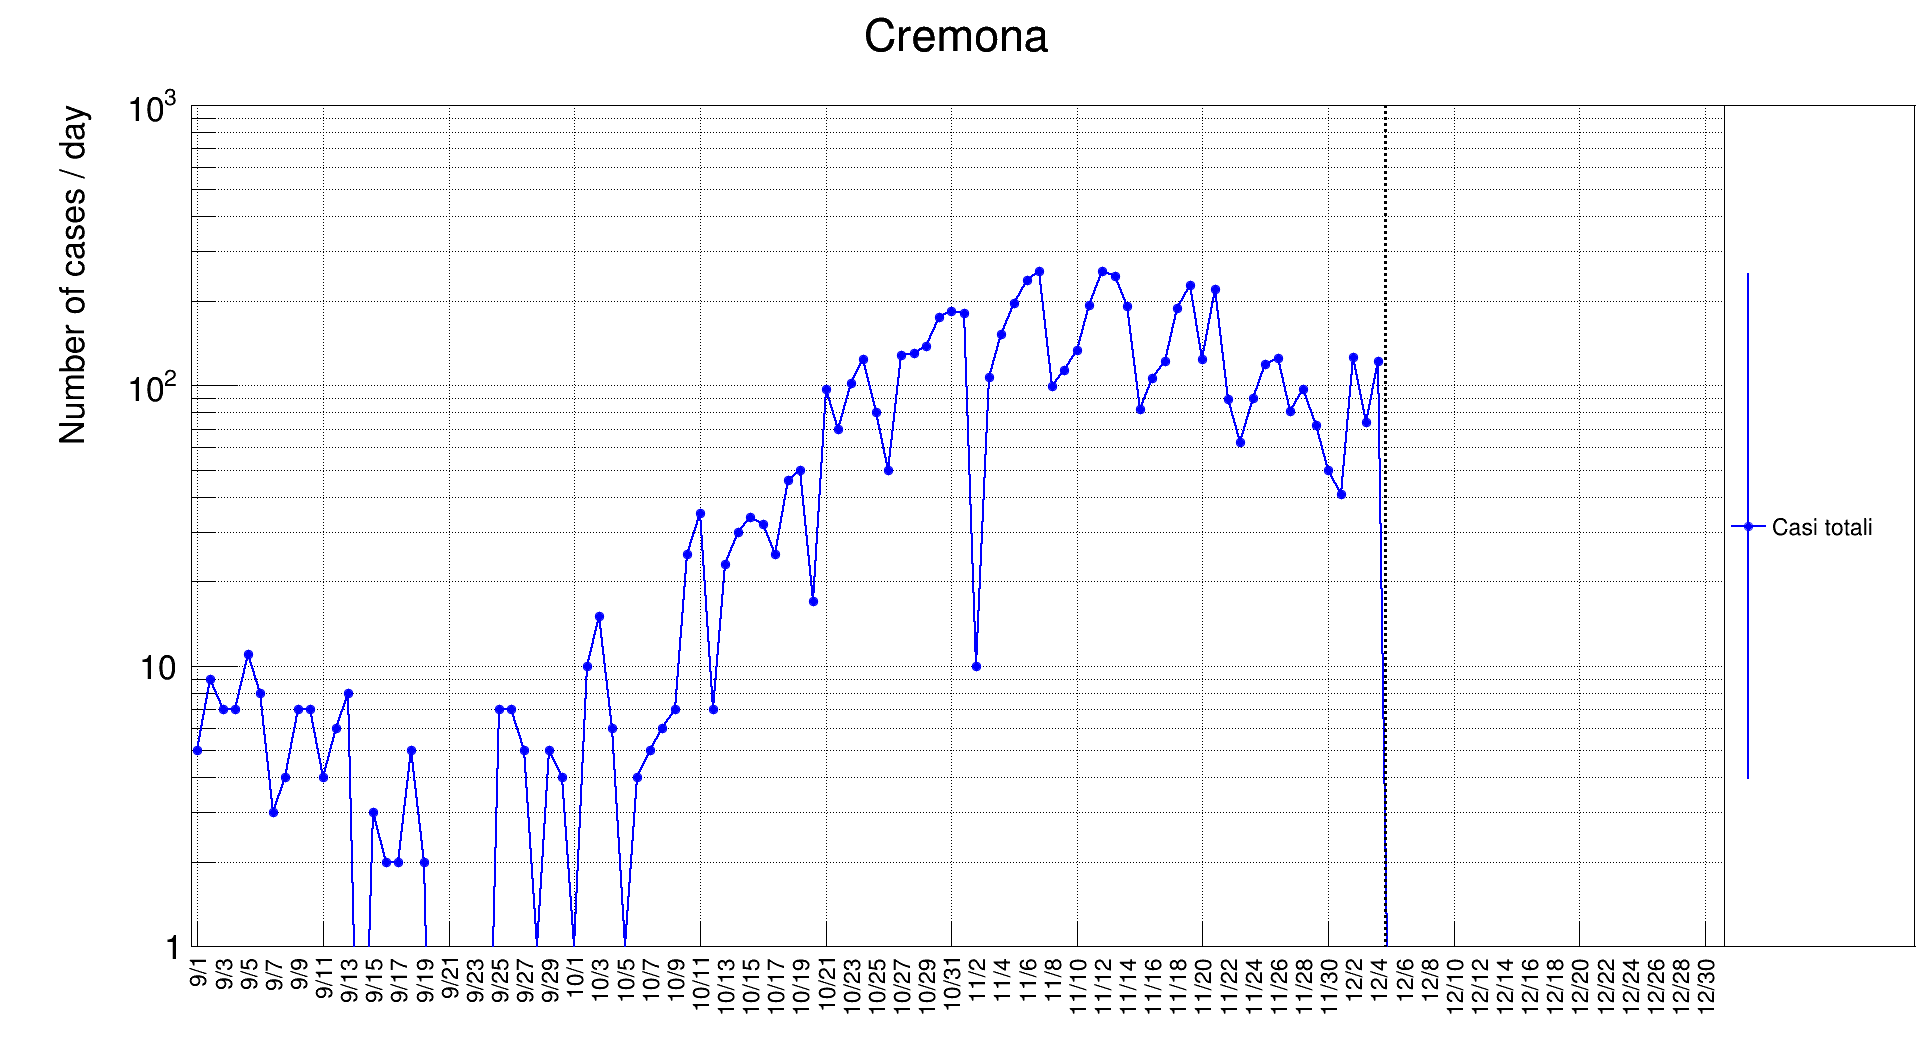 Cremona
Number of cases / day
10³
10²
10
1
9/1 9/3 9/5 9/7 9/9 9/11 9/13 9/15 9/17 9/19 9/21 9/23 9/25 9/27 9/29 10/1 10/3 10/5 10/7 10/9 10/11 10/13 10/15 10/17 10/19 10/21 10/23 10/25 10/27 10/29 10/31 11/2 11/4 11/6 11/8 11/10 11/12 11/14 11/16 11/18 11/20 11/22 11/24 11/26 11/28 11/30 12/2 12/4 12/6 12/8 12/10 12/12 12/14 12/16 12/18 12/20 12/22 12/24 12/26 12/28 12/30
Casi totali